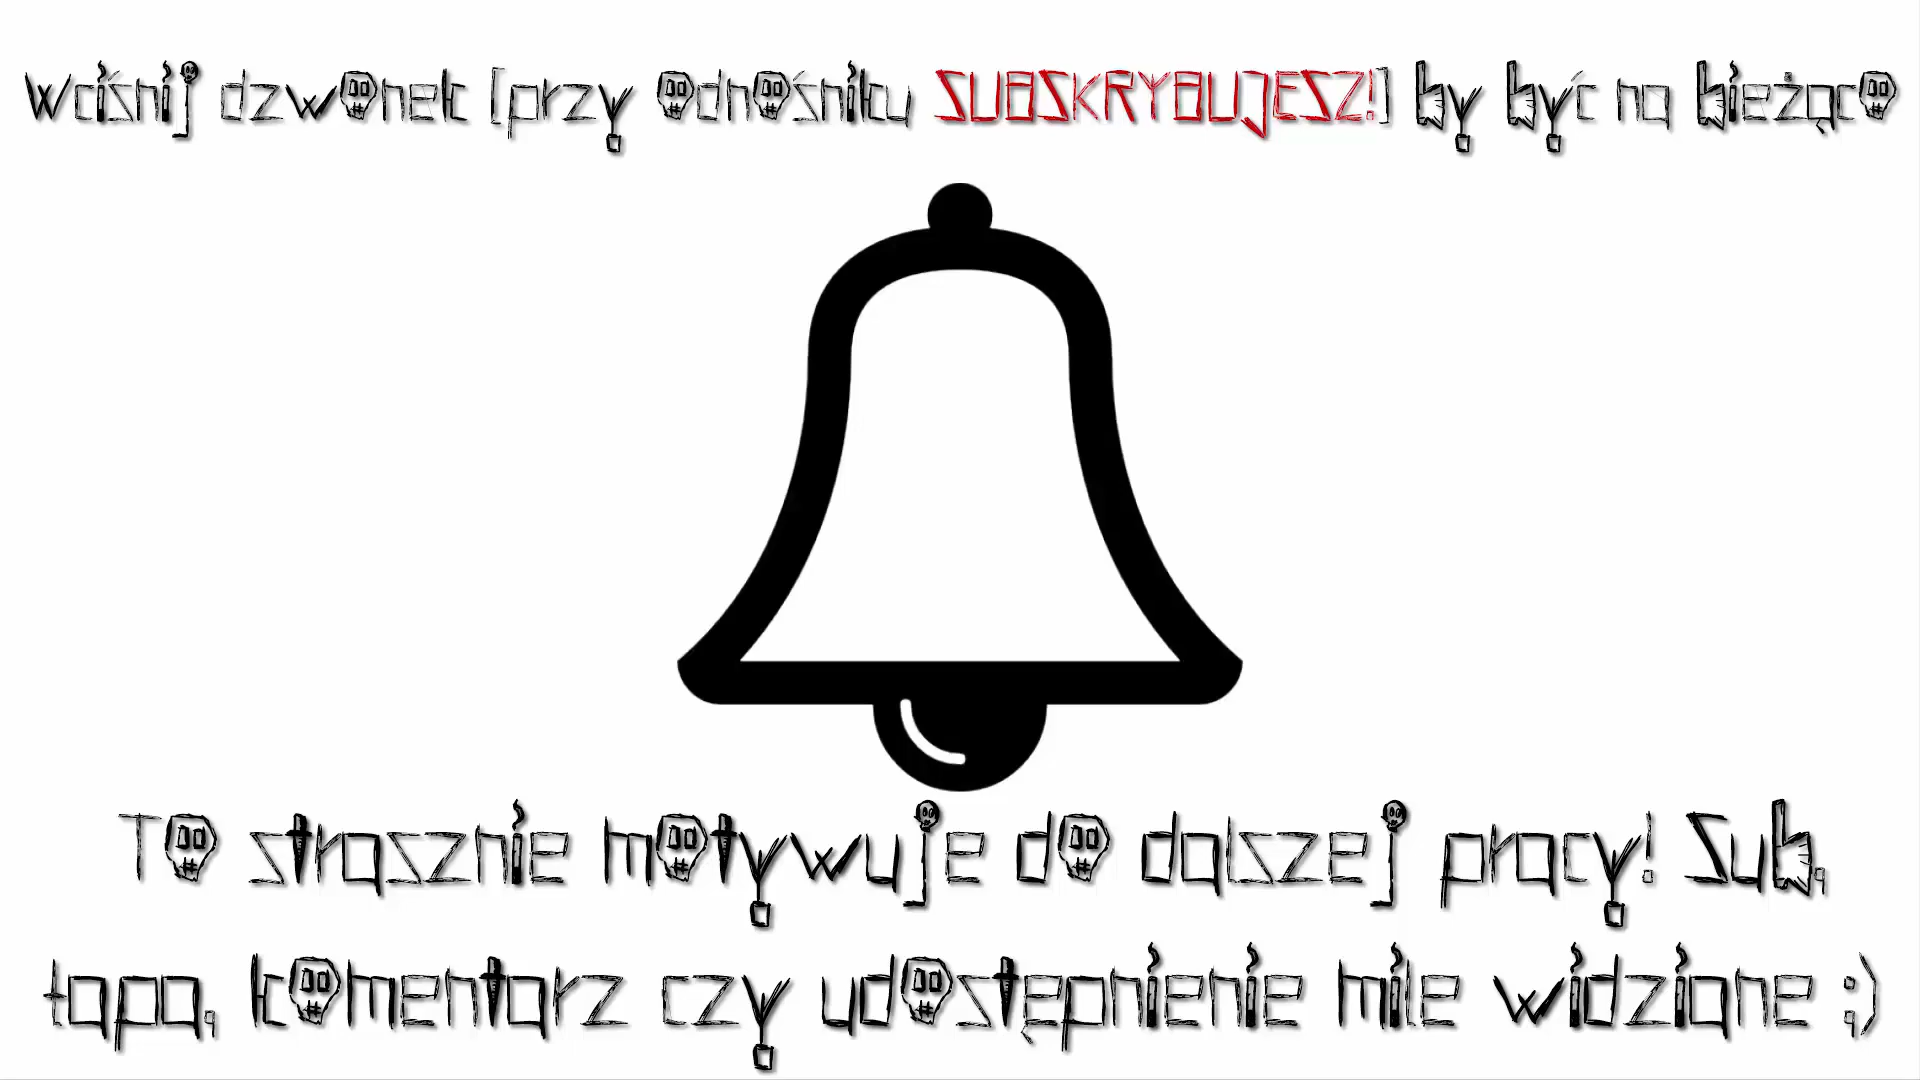 Wciśnij dzwonek [przy odnośniku SUBSKRYBUJESZ!] by być na bieżąco
To strasznie motywuje do dalszej pracy! Sub,
łapa, komentarz czy udostępnienie mile widziane ;)